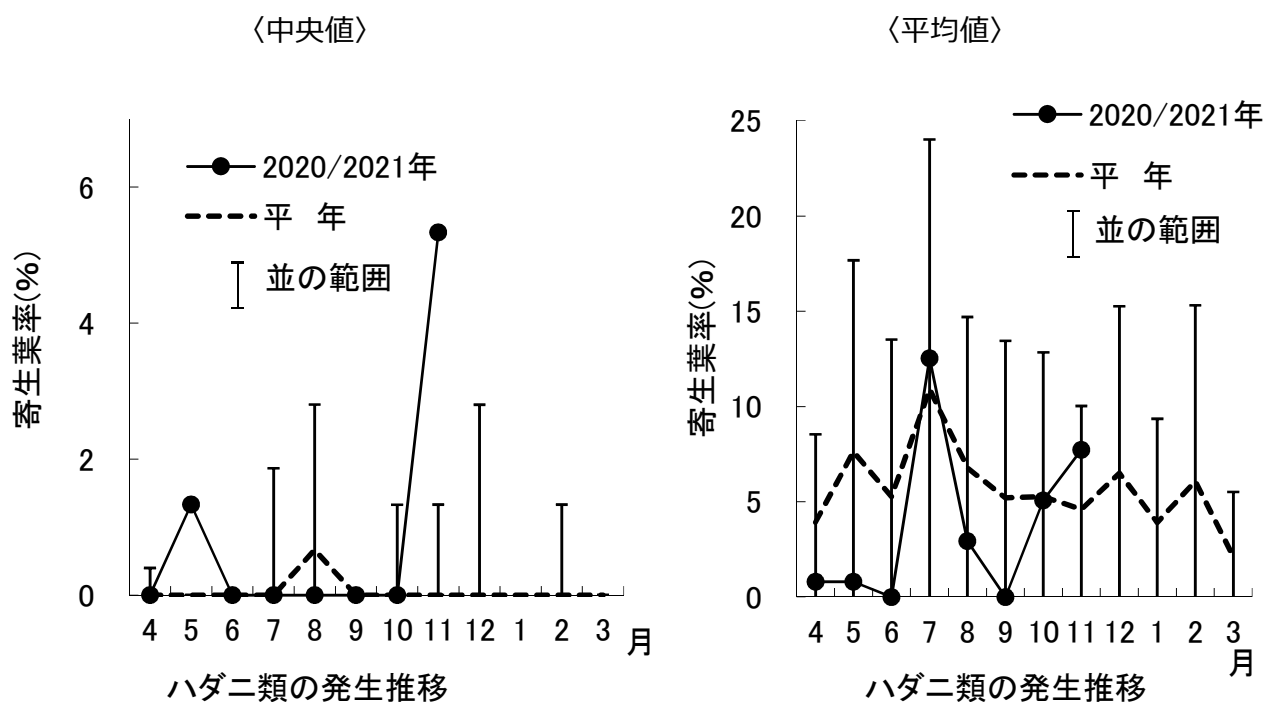 〈中央値〉
6
4
2
0
寄生葉率(%)
2020/2021年
平 年
並の範囲
4 5 6 7 8 9 10 11 12 1 2 3 月
ハダニ類の発生推移
〈平均値〉
25
20
15
10
5
0
寄生葉率(%)
2020/2021年
平 年
並の範囲
4 5 6 7 8 9 10 11 12 1 2 3
月
ハダニ類の発生推移